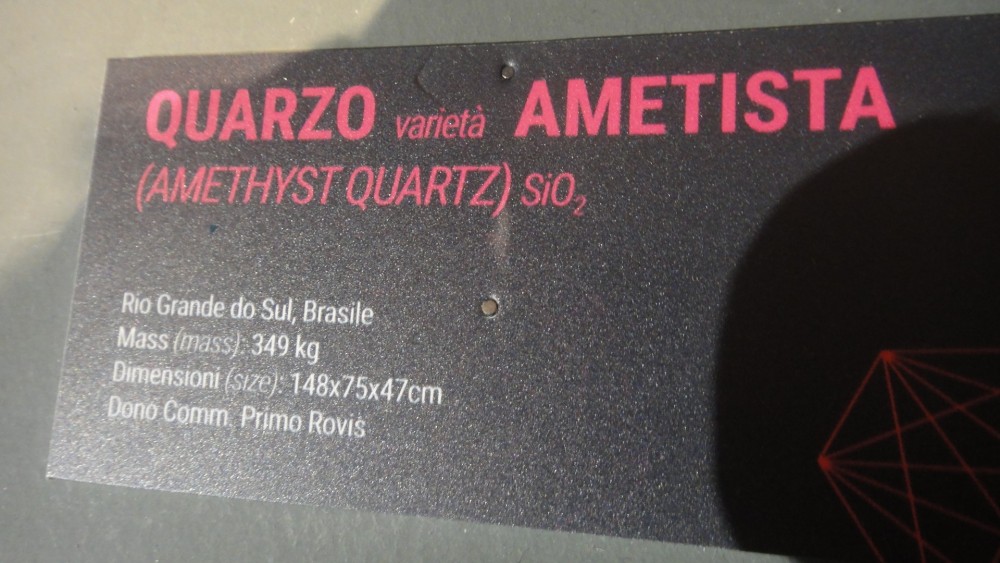 QUARZO varietà AMETISTA
(AMETHYST QUARTZ) SiO₂
Rio Grande do Sul, Brasile
Mass (mass): 349 kg
Dimensioni (size): 148x75x47cm
Dono Comm. Primo Rovis